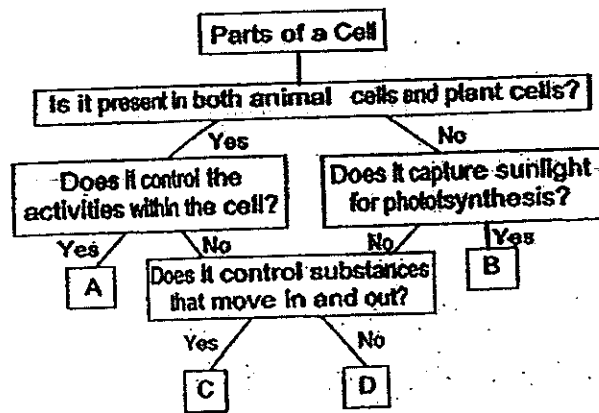 Parts of a Cell
Is it present in both animal cells and plant cells?
Yes
No
Does it control the
activities within the cell?
Does it capture sunlight
for phototsynthesis?
Yes
No
No
Yes
A
Does it control substances
that move in and out?
B
Yes
No
C
D